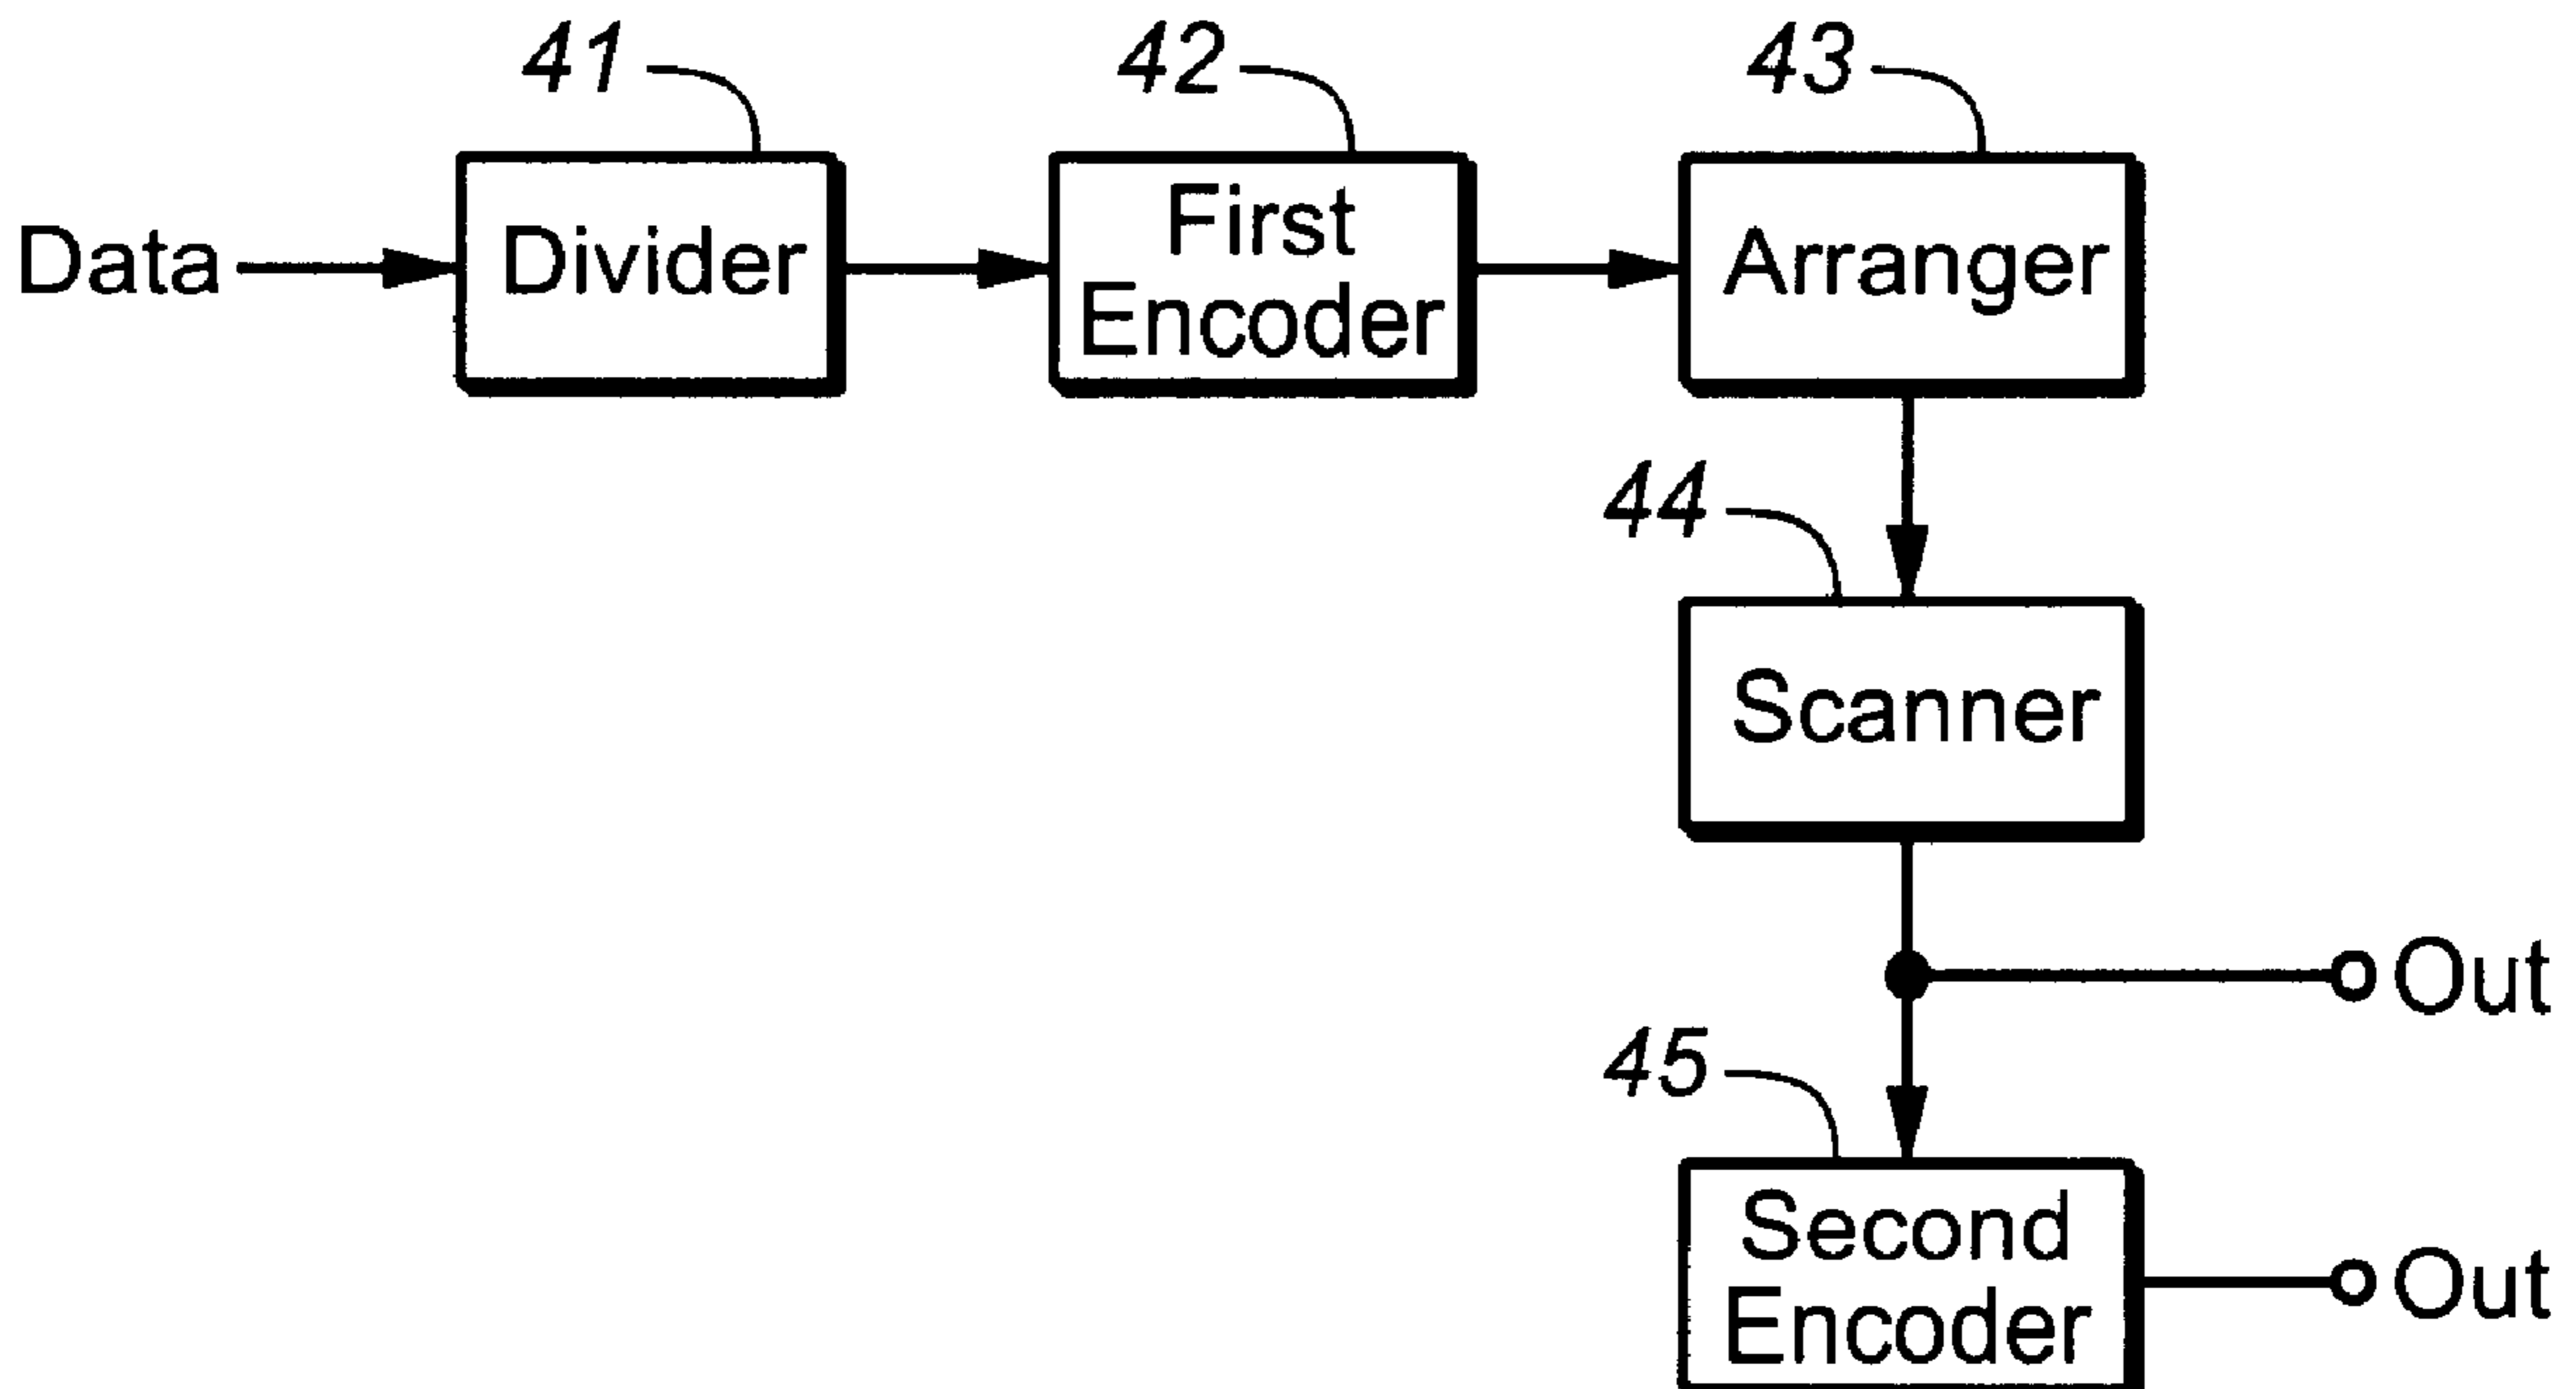 41
42
43
Data
Divider
First
Encoder
Arranger
44
Scanner
Out
45
Second
Encoder
Out